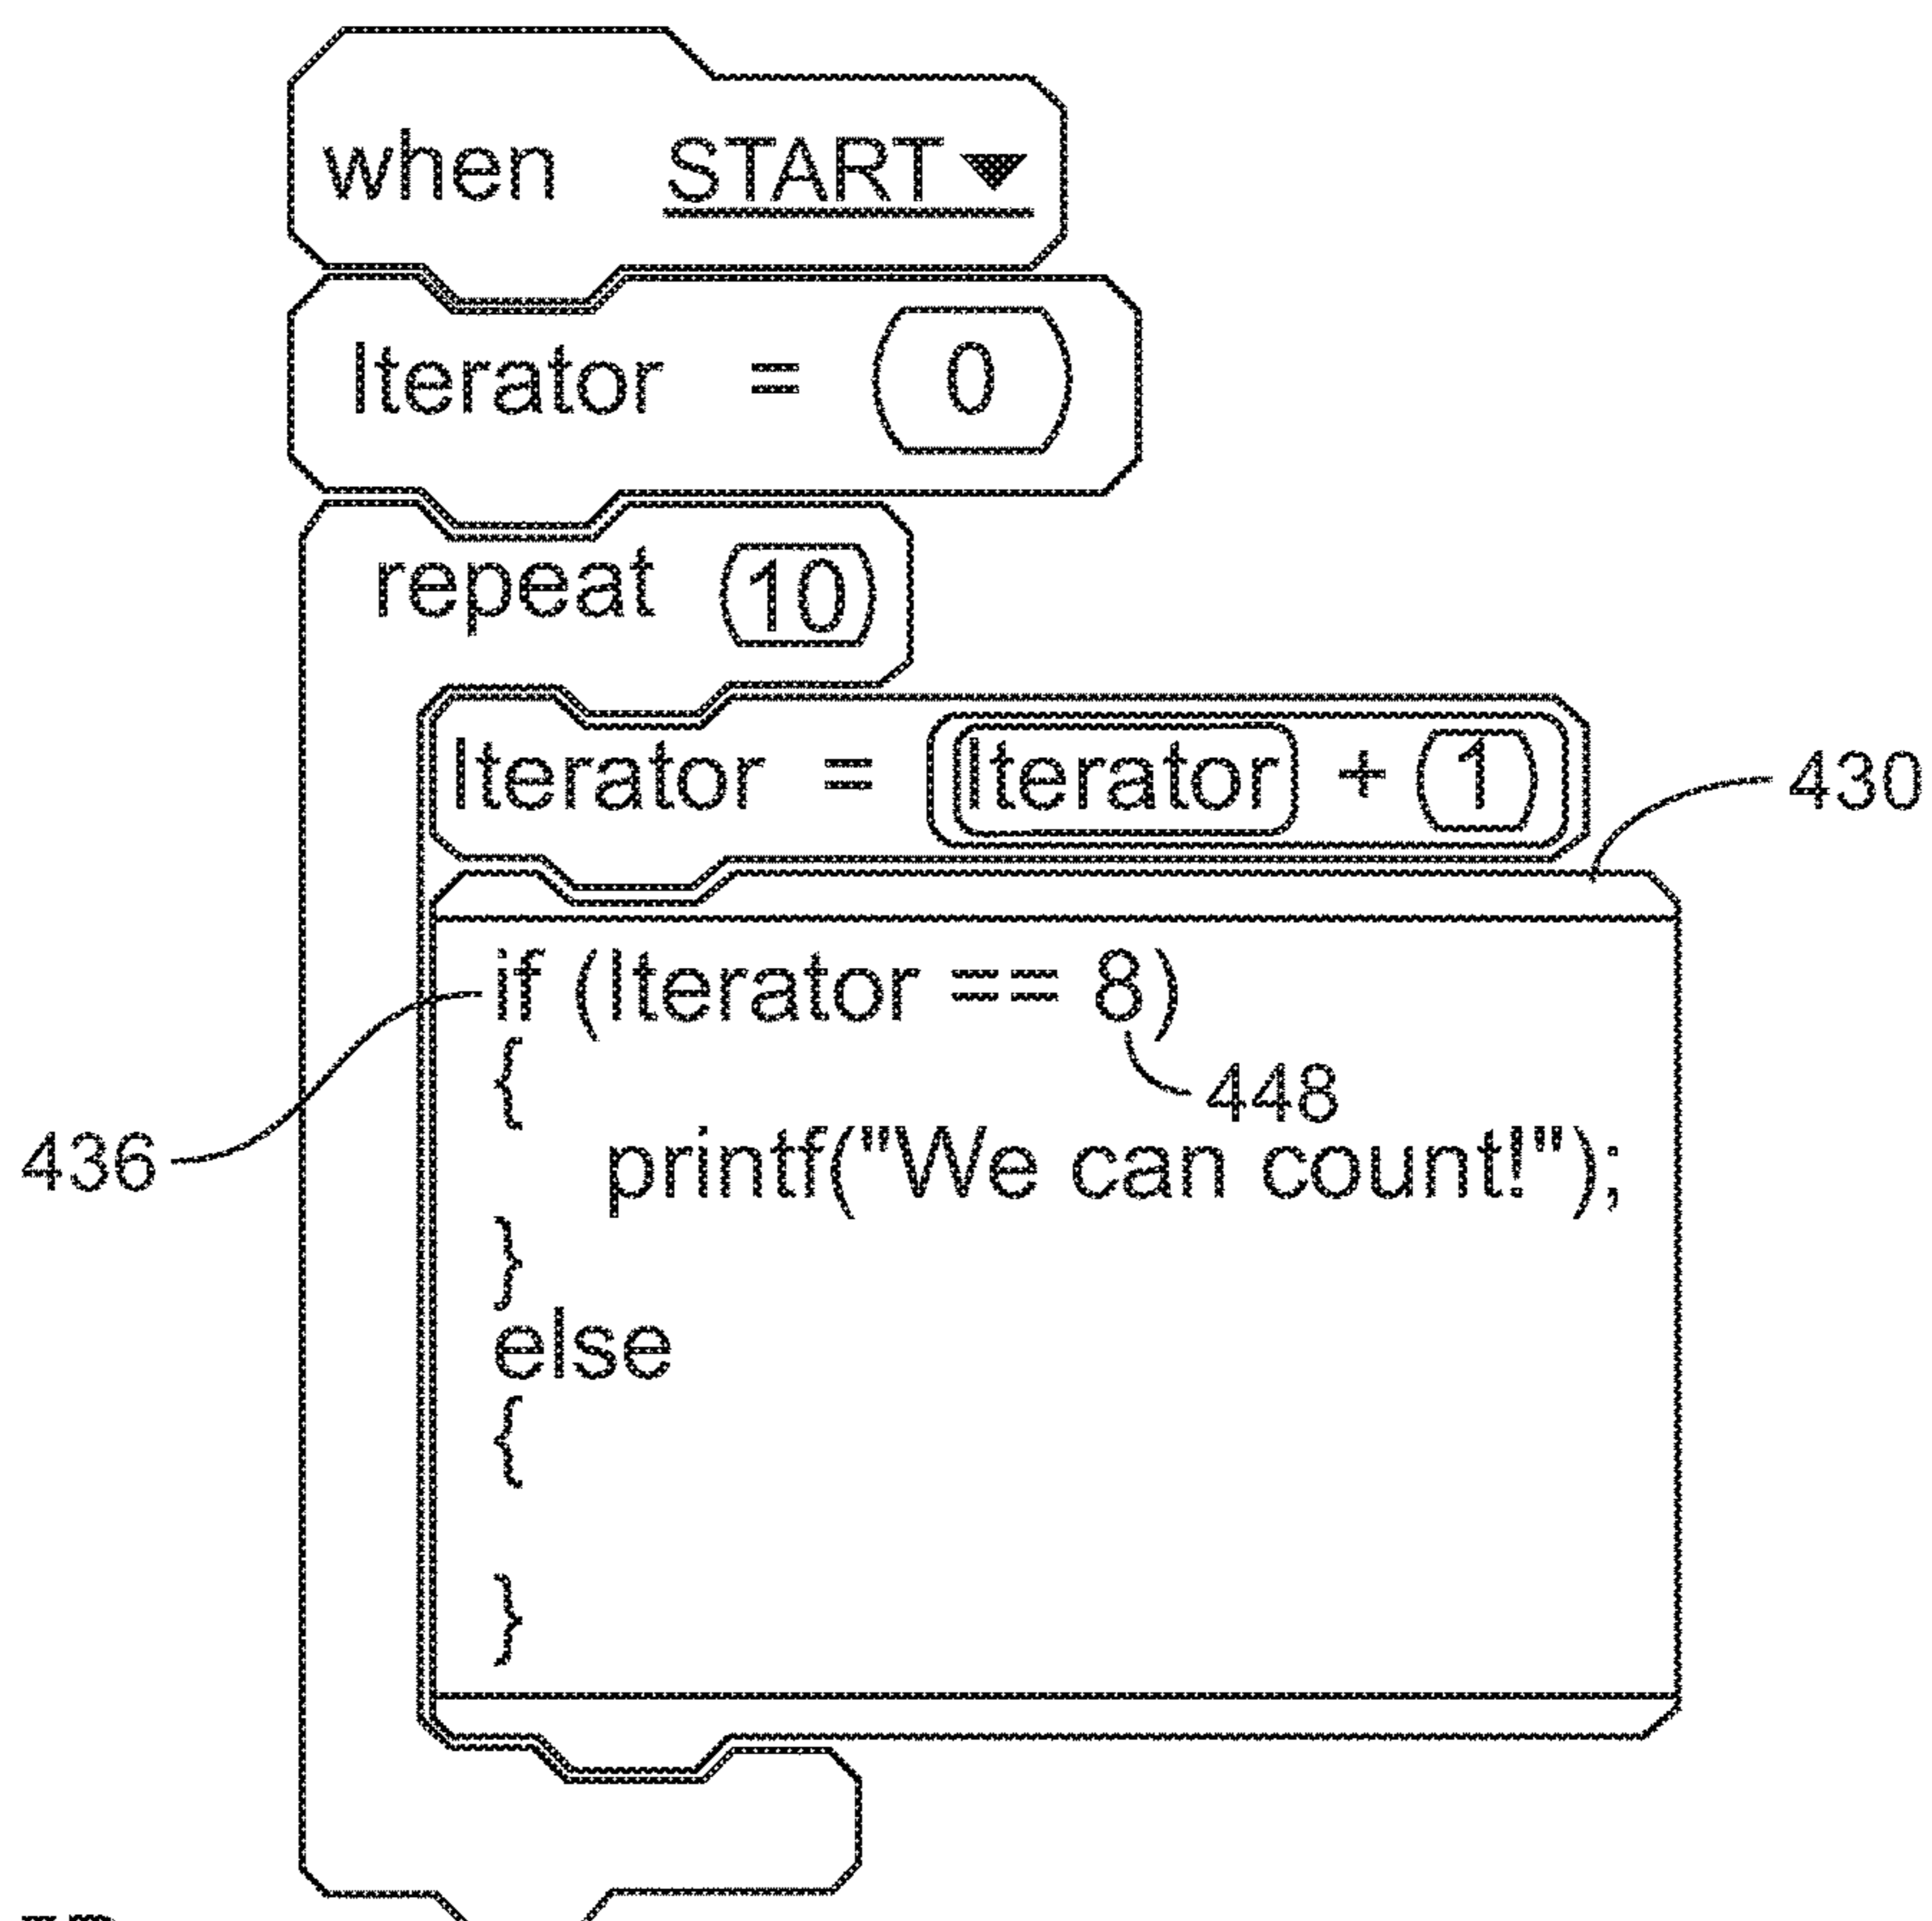 when START
Iterator = 0
repeat 10
Iterator = Iterator + 1
430
if (Iterator == 8)
{
448
436
printf("We can count!");
}
else
{
}